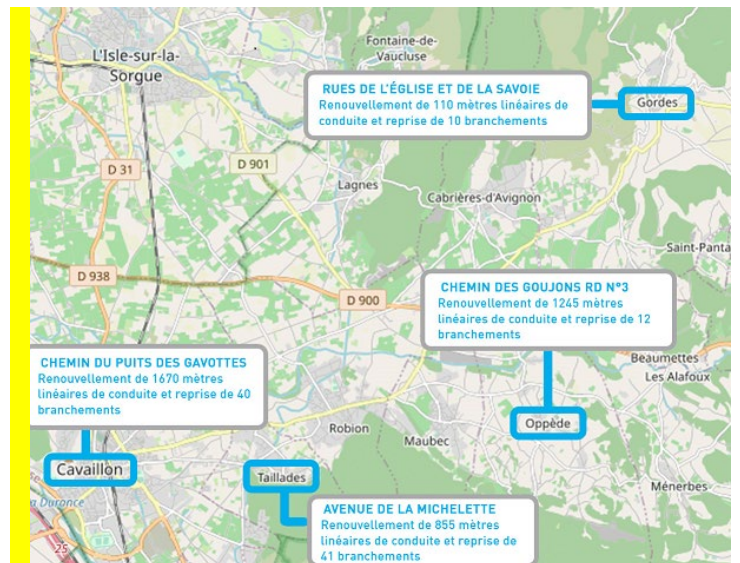 L'Isle-sur-la-
Sorgue
Fontaine-de-
Vaucluse
RUES DE L'ÉGLISE ET DE LA SAVOIE
Renouvellement de 110 mètres linéaires de
conduite et reprise de 10 branchements
Gordes
D 31
D 901
Lagnes
Cabrières-d'Avignon
Saint-Panta
D 938
D 900
CHEMIN DES GOUJONS RD N°3
Renouvellement de 1245 mètres
linéaires de conduite et reprise de 12
branchements
CHEMIN DU PUITS DES GAVOTTES
Renouvellement de 1670 mètres
linéaires de conduite et reprise de 40
branchements
Beaumettes
Les Alafoux
Robion
Oppède
Maubec
Cavaillon
Taillades
Ménerbes
a Durance
25
AVENUE DE LA MICHELETTE
Renouvellement de 855 mètres
linéaires de conduite et reprise de
41 branchements